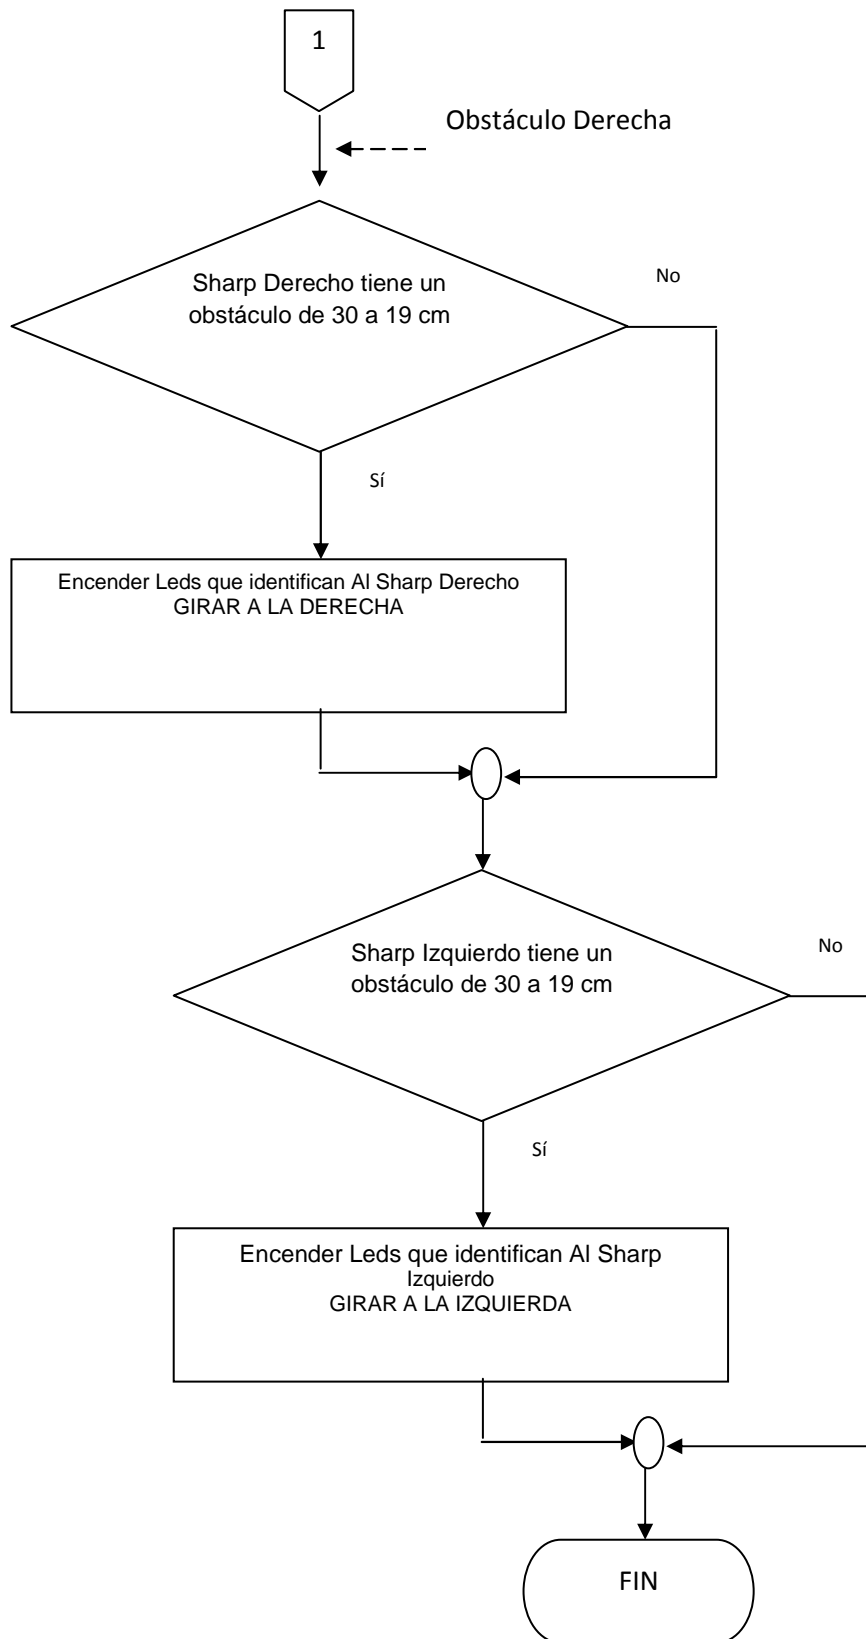 1
Obstáculo Derecha
Sharp Derecho tiene un
obstáculo de 30 a 19 cm
No
Sí
Encender Leds que identifican Al Sharp Derecho
GIRAR A LA DERECHA
Sharp Izquierdo tiene un
obstáculo de 30 a 19 cm
No
Sí
Encender Leds que identifican Al Sharp
Izquierdo
GIRAR A LA IZQUIERDA
FIN